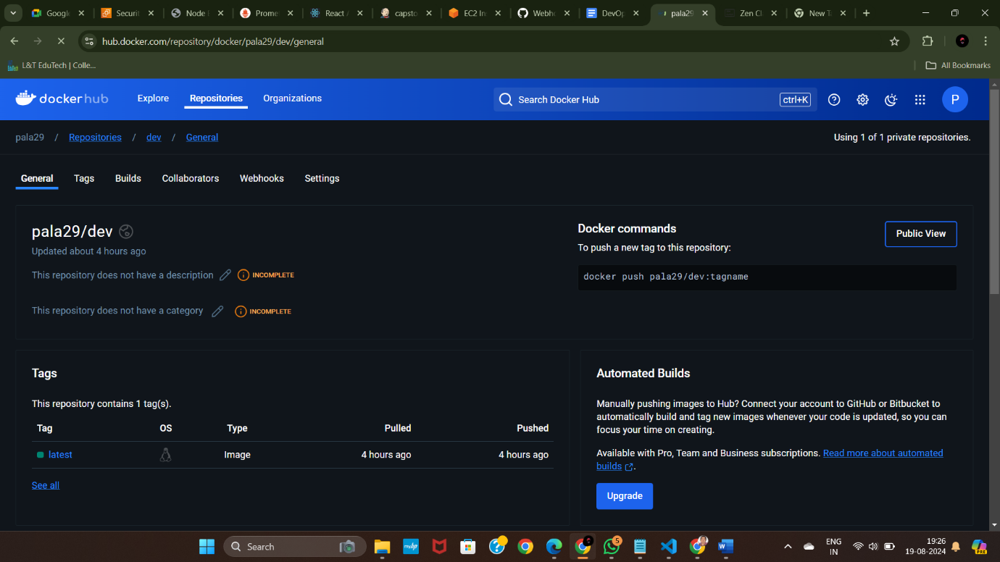 Google
Securit
Node
Prome
React A
capsto
EC2 In
Webho
DevOp
pala29
Zen Cl
New T
hub.docker.com/repository/docker/pala29/dev/general
L&T EduTech | Colle...
All Bookmarks
docker hub
Explore
Repositories
Organizations
Search Docker Hub
ctrl+K
P
pala29 / Repositories / dev / General
Using 1 of 1 private repositories.
General
Tags
Builds
Collaborators
Webhooks
Settings
pala29/dev
Updated about 4 hours ago
This repository does not have a description
INCOMPLETE
This repository does not have a category
INCOMPLETE
Docker commands
To push a new tag to this repository:
Public View
docker push pala29/dev:tagname
Tags
This repository contains 1 tag(s).
Tag OS Type Pulled Pushed
latest Image 4 hours ago 4 hours ago
See all
Automated Builds
Manually pushing images to Hub? Connect your account to GitHub or Bitbucket to
automatically build and tag new images whenever your code is updated, so you can
focus your time on creating.
Available with Pro, Team and Business subscriptions. Read more about automated
builds .
Upgrade
Search
myhp
5
ENG
IN
19:26
19-08-2024
PRE